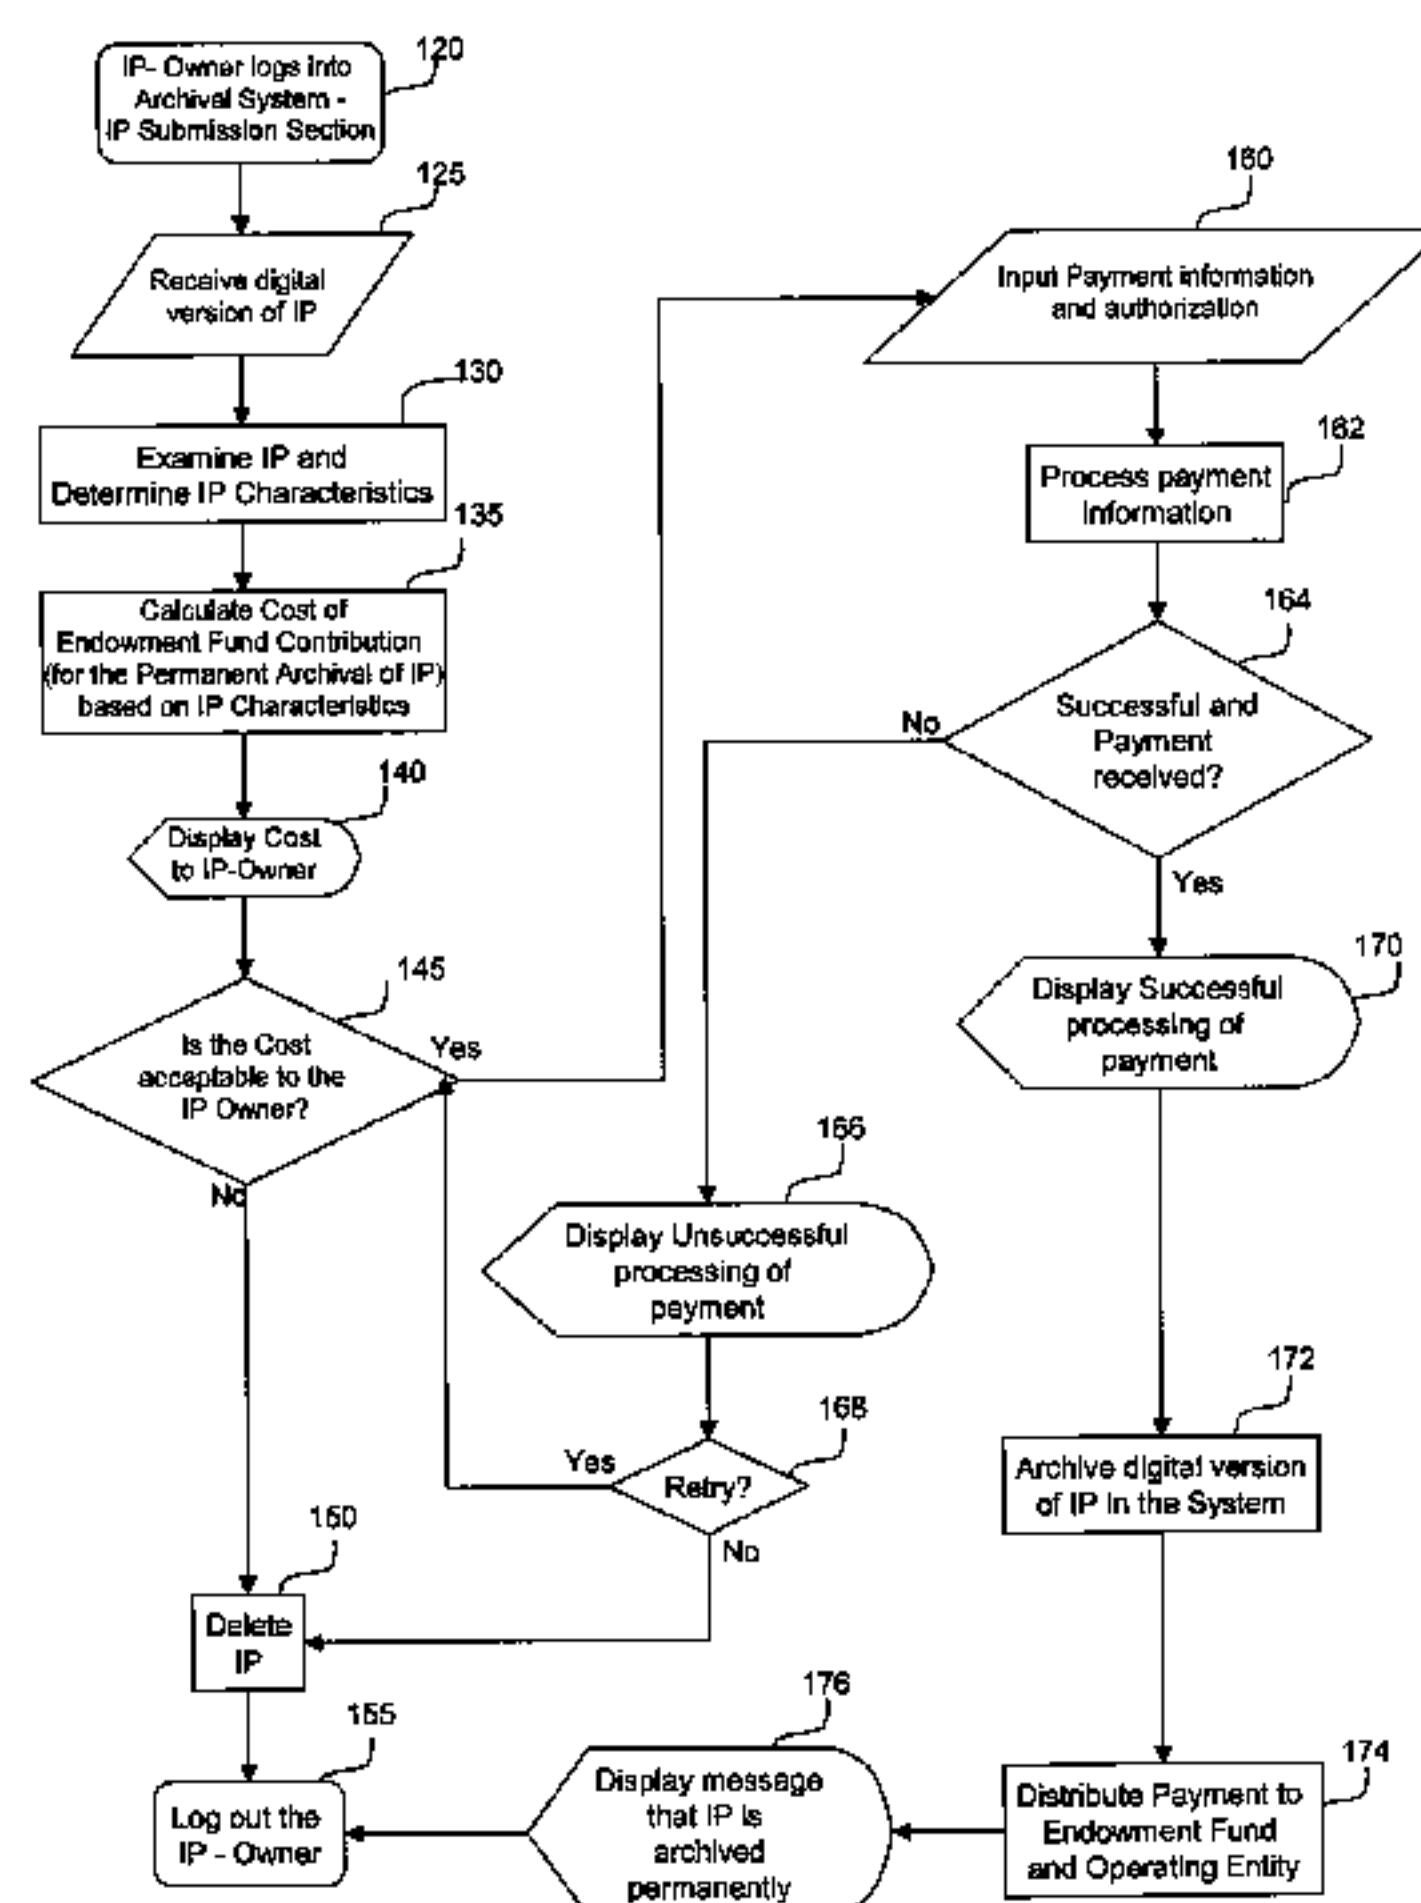 120
IP- Owner logs into
Archival System -
IP Submission Section
125
Receive digital
version of IP
130
Examine IP and
Determine IP Characteristics
135
Calculate Cost of
Endowment Fund Contribution
(for the Permanent Archival of IP)
based on IP Characteristics
140
Display Cost
to IP-Owner
145
Is the Cost
acceptable to the
IP Owner?
Yes
No
150
Delete
IP
155
Log out the
IP - Owner
160
Input Payment information
and authorization
162
Process payment
information
164
Successful and
Payment
received?
No
Yes
166
Display Unsuccessful
processing of
payment
168
Retry?
Yes
No
170
Display Successful
processing of
payment
172
Archive digital version
of IP in the System
174
Distribute Payment to
Endowment Fund
and Operating Entity
176
Display message
that IP is
archived
permanently